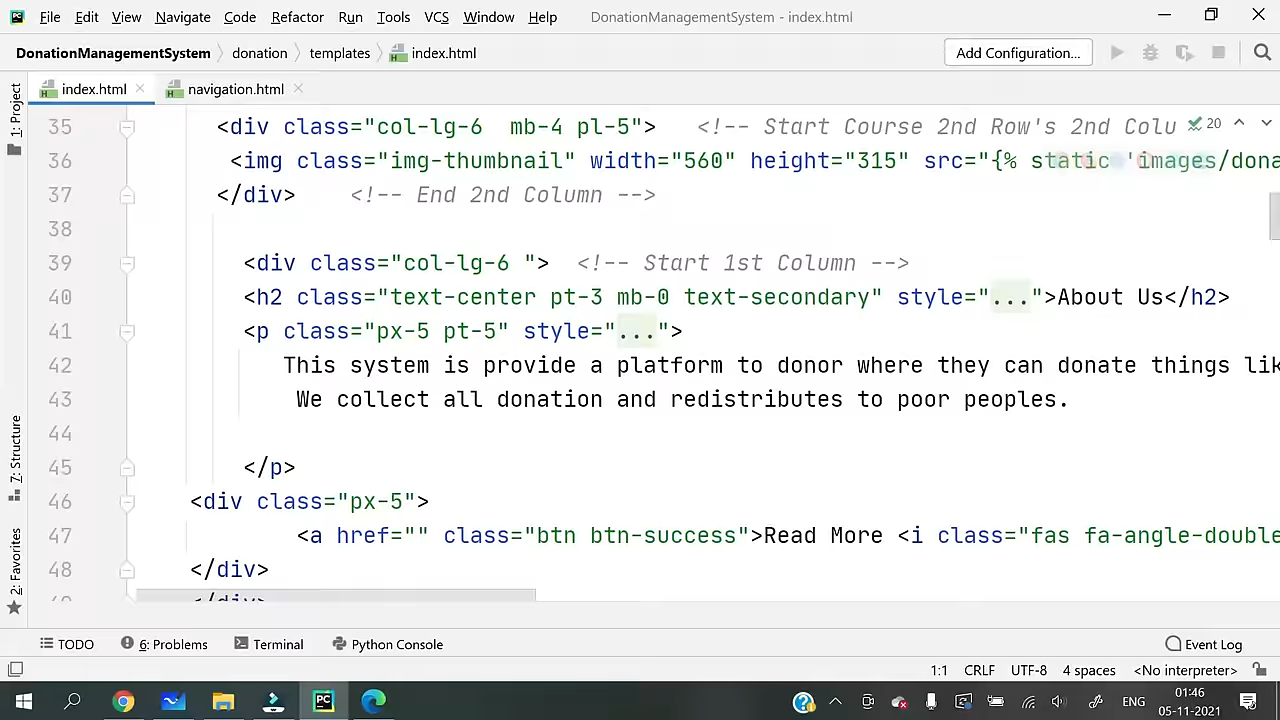 File Edit View Navigate Code Refactor Run Tools VCS Window Help DonationManagementSystem - index.html
DonationManagementSystem donation templates index.html Add Configuration...
index.html navigation.html
1: Project
7: Structure
2: Favorites
35 <div class="col-lg-6  mb-4 pl-5">   <!-- Start Course 2nd Row's 2nd Colu 20
36 <img class="img-thumbnail" width="560" height="315" src="{% static 'images/dona
37 </div>    <!-- End 2nd Column -->
38
39 <div class="col-lg-6 ">  <!-- Start 1st Column -->
40 <h2 class="text-center pt-3 mb-0 text-secondary" style="...">About Us</h2>
41 <p class="px-5 pt-5" style="...">
42 This system is provide a platform to donor where they can donate things lik
43 We collect all donation and redistributes to poor peoples.
44
45 </p>
46 <div class="px-5">
47 <a href="" class="btn btn-success">Read More <i class="fas fa-angle-double
48 </div>
49 </div>
TODO 6: Problems Terminal Python Console Event Log
1:1 CRLF UTF-8 4 spaces <No interpreter>
PC ENG 01:46
05-11-2021